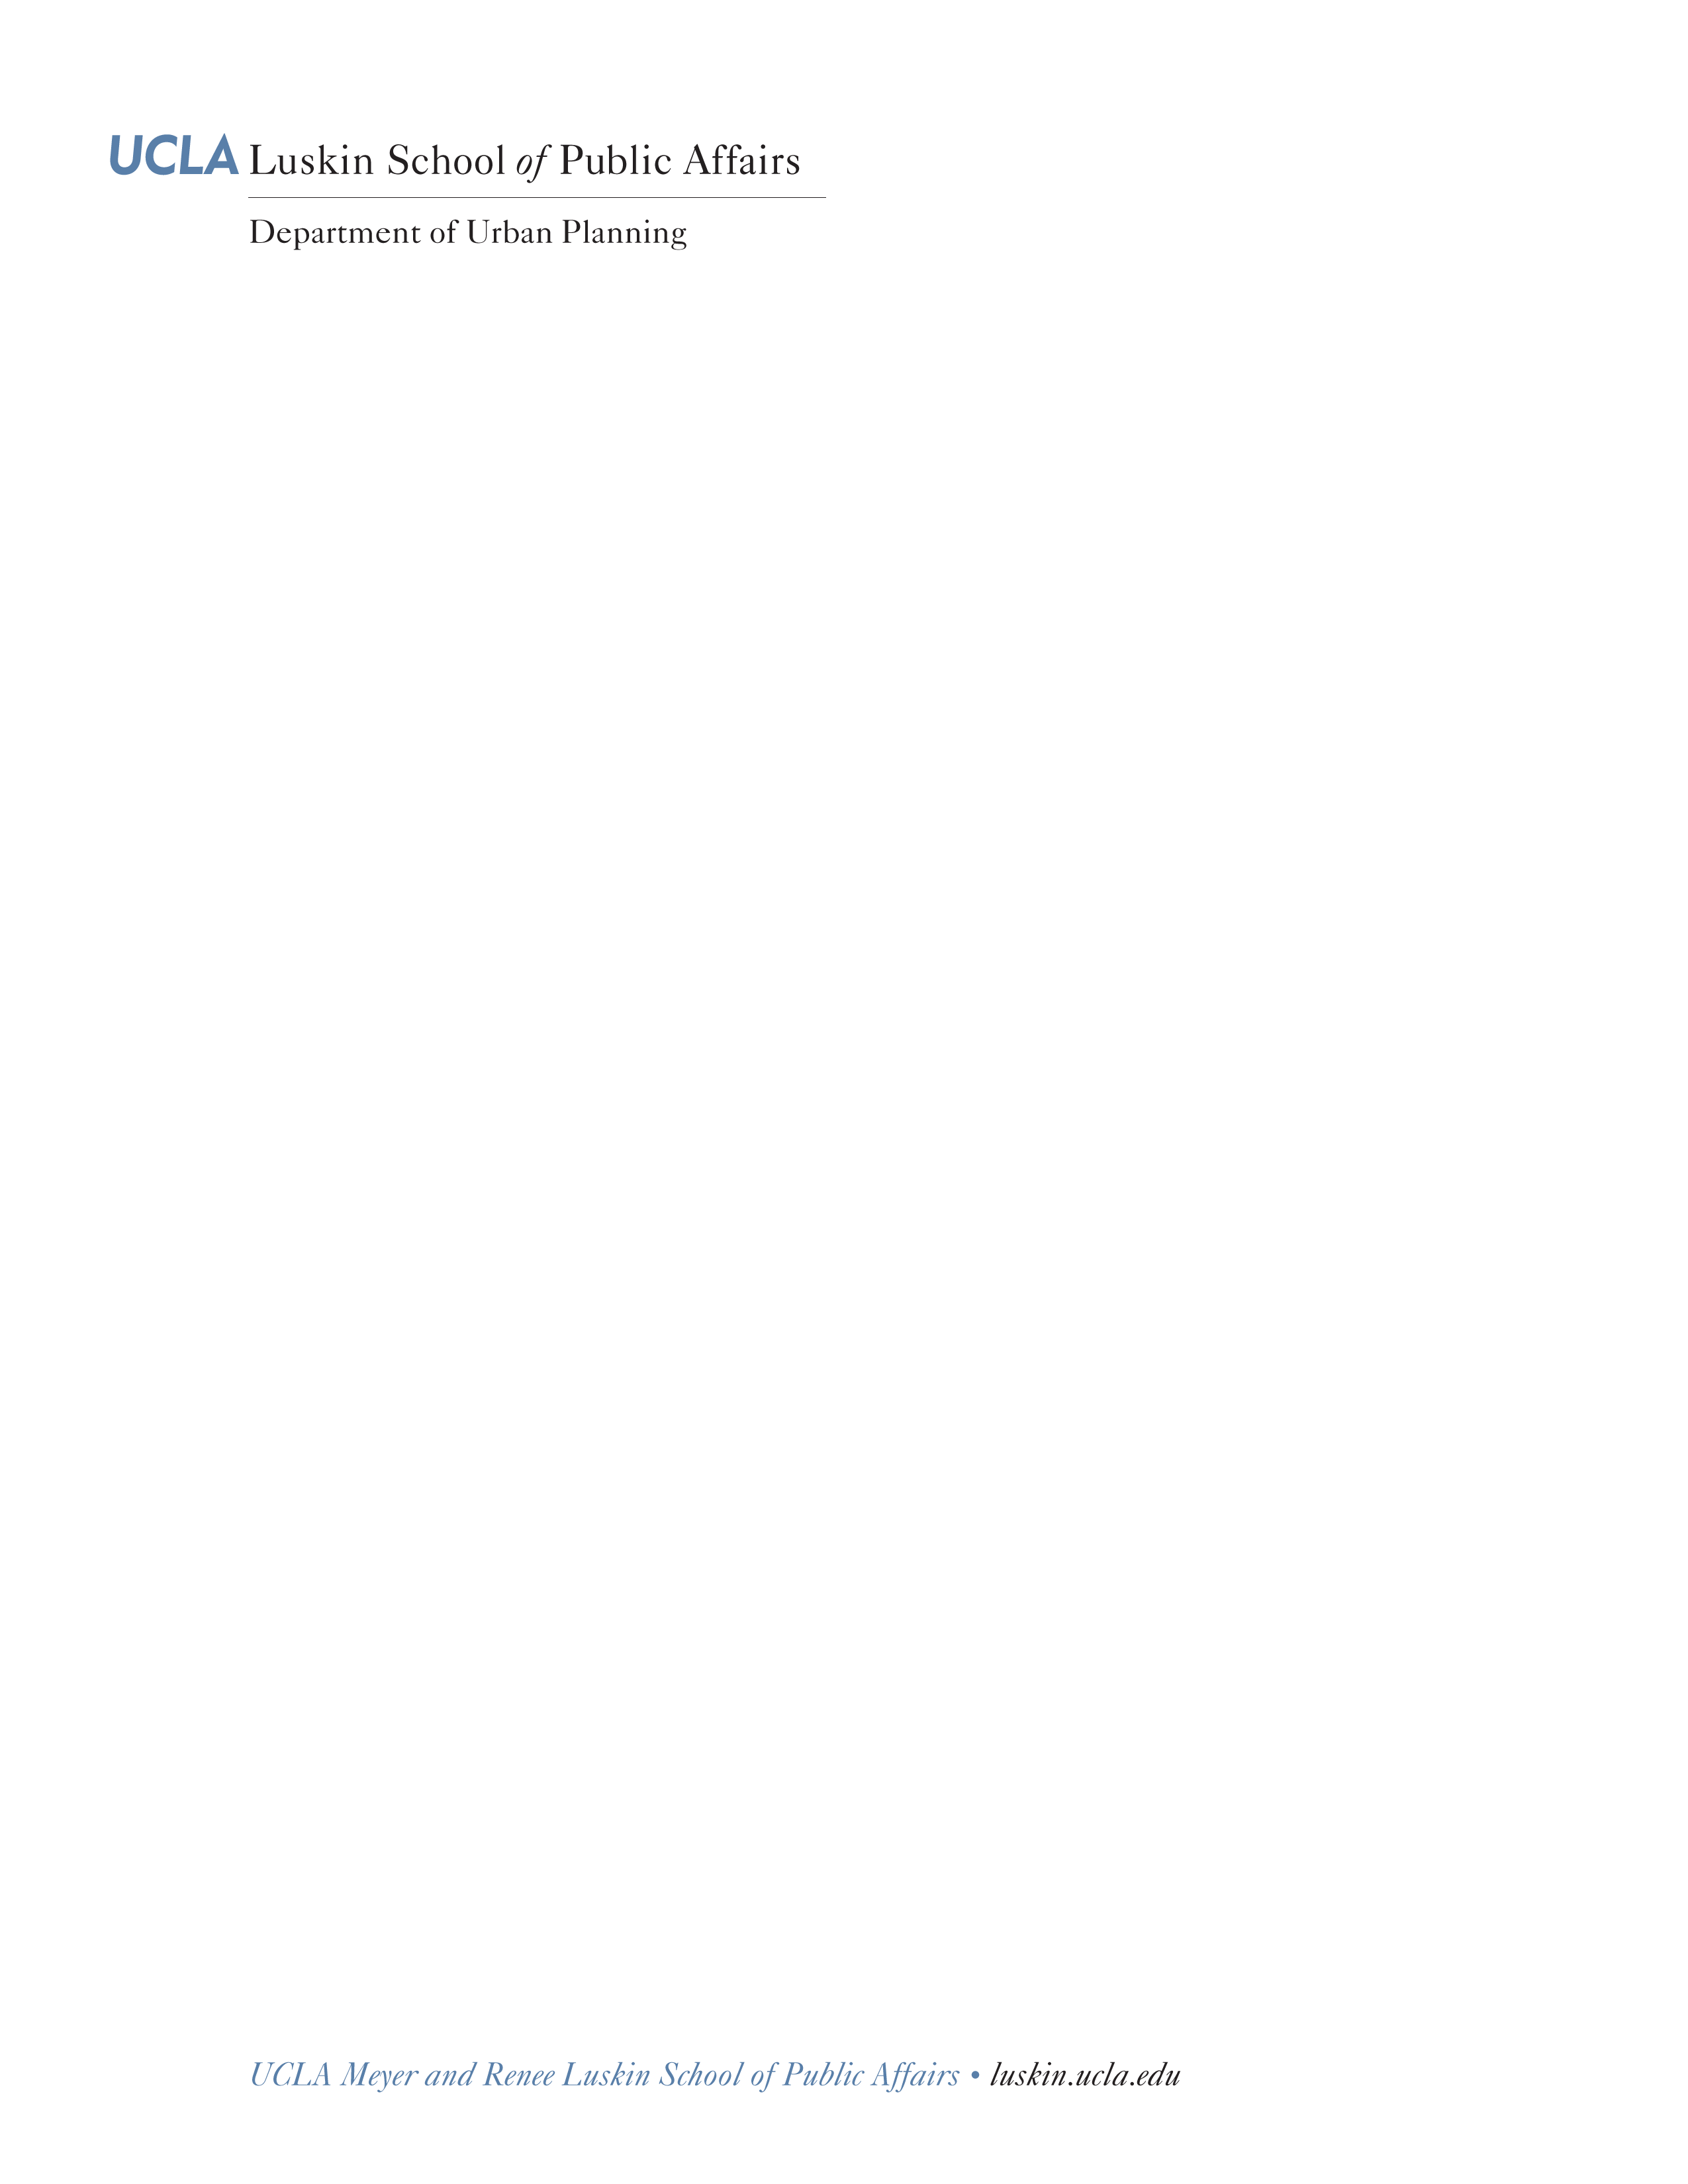 UCLA Luskin School of Public Affairs
Department of Urban Planning
UCLA Meyer and Renee Luskin School of Public Affairs • luskin.ucla.edu